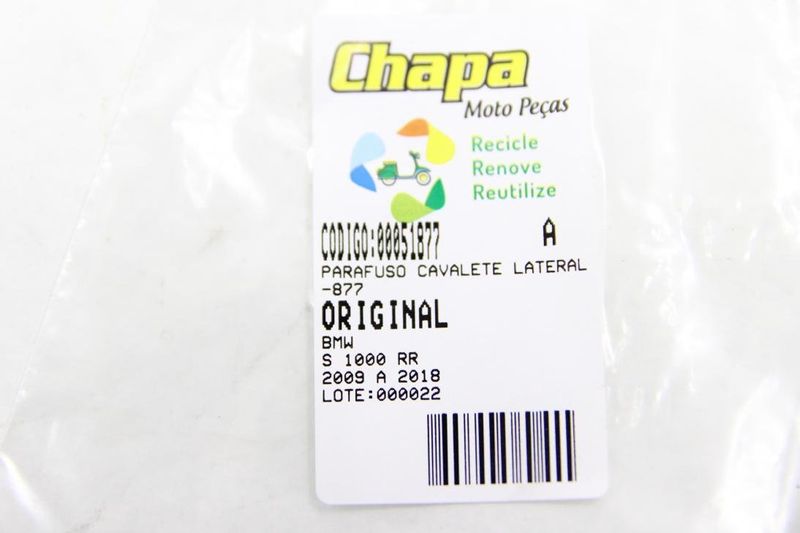 Chapa
Moto Peças
Recicle
Renove
Reutilize
CODIGO:00051877 A
PARAFUSO CAVALETE LATERAL
-877
ORIGINAL
BMW
S 1000 RR
2009 A 2018
LOTE:000022